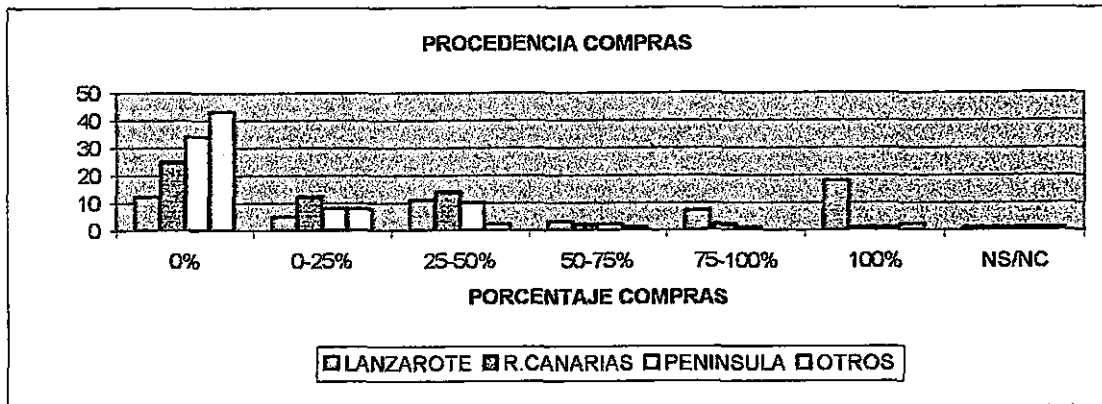 PROCEDENCIA COMPRAS
50
40
30
20
10
0
0% 0-25% 25-50% 50-75% 75-100% 100% NS/NC
PORCENTAJE COMPRAS
LANZAROTE R.CANARIAS PENINSULA OTROS